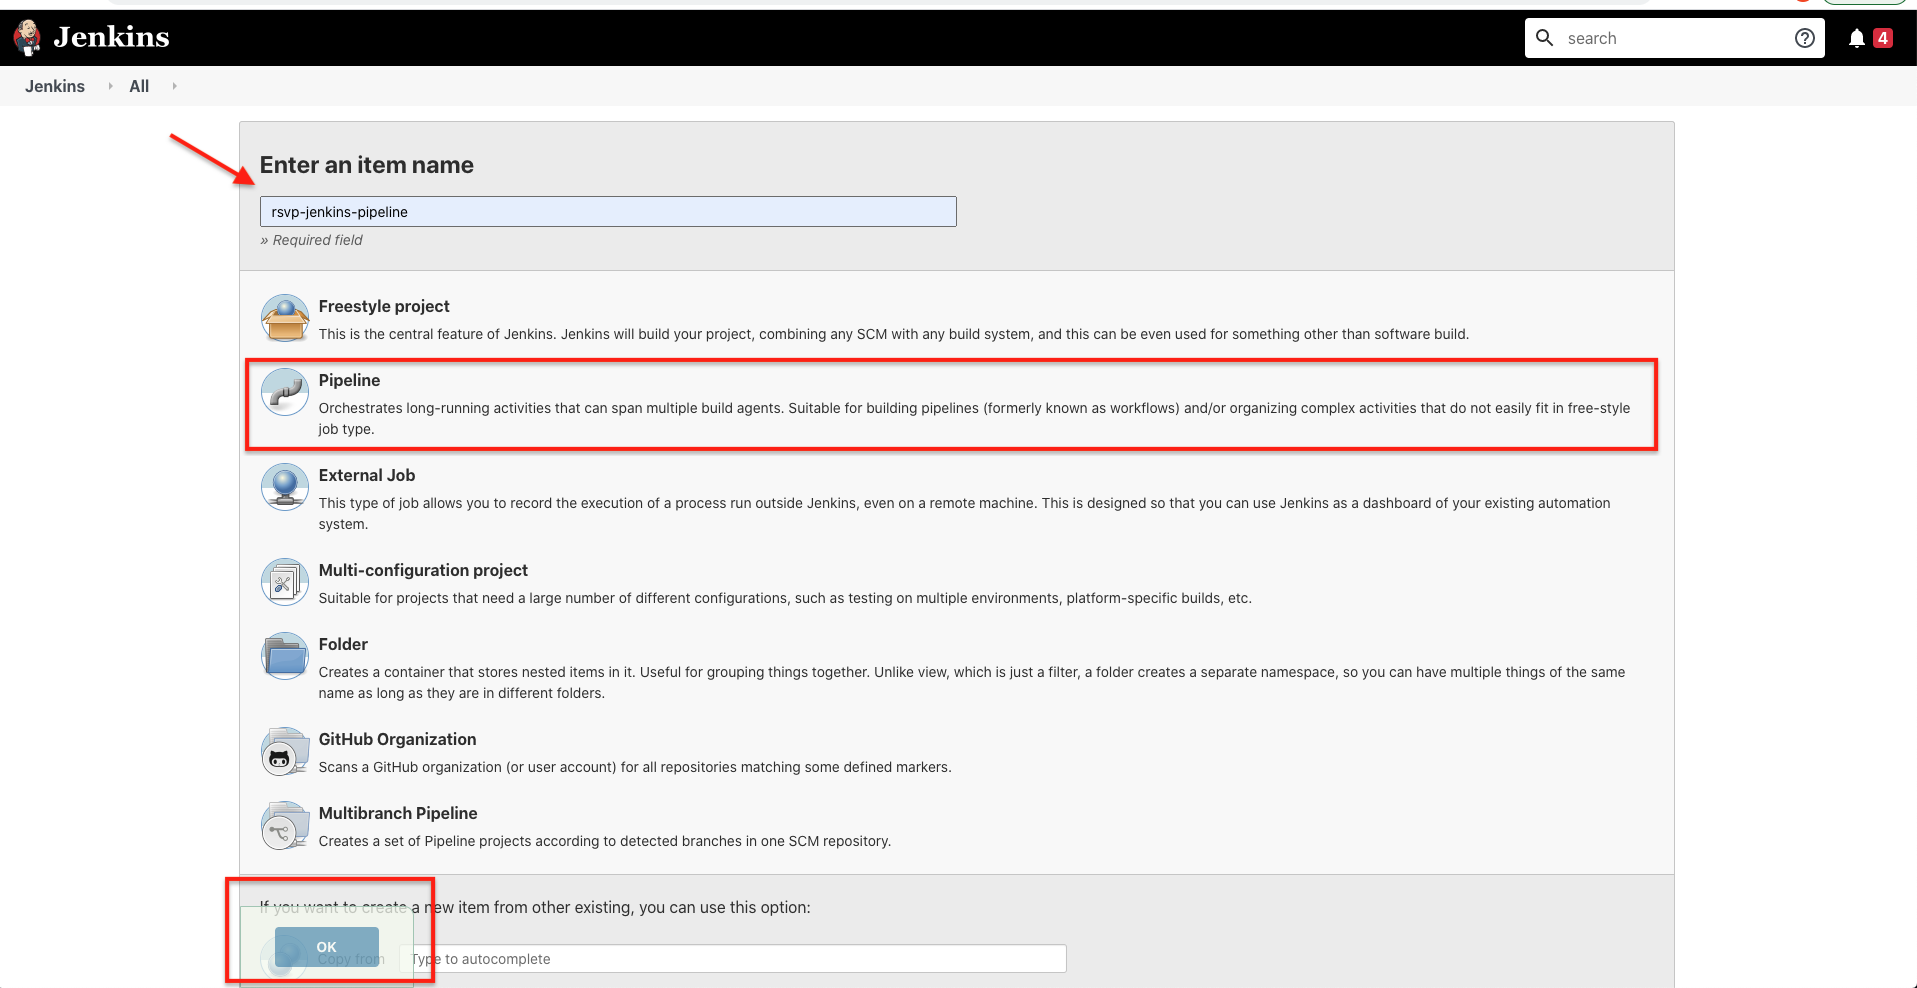 Jenkins
search
4
Jenkins
All
Enter an item name
rsvp-jenkins-pipeline
» Required field
Freestyle project
This is the central feature of Jenkins. Jenkins will build your project, combining any SCM with any build system, and this can be even used for something other than software build.
Pipeline
Orchestrates long-running activities that can span multiple build agents. Suitable for building pipelines (formerly known as workflows) and/or organizing complex activities that do not easily fit in free-style
job type.
External Job
This type of job allows you to record the execution of a process run outside Jenkins, even on a remote machine. This is designed so that you can use Jenkins as a dashboard of your existing automation
system.
Multi-configuration project
Suitable for projects that need a large number of different configurations, such as testing on multiple environments, platform-specific builds, etc.
Folder
Creates a container that stores nested items in it. Useful for grouping things together. Unlike view, which is just a filter, a folder creates a separate namespace, so you can have multiple things of the same
name as long as they are in different folders.
GitHub Organization
Scans a GitHub organization (or user account) for all repositories matching some defined markers.
Multibranch Pipeline
Creates a set of Pipeline projects according to detected branches in one SCM repository.
If you want to create a new item from other existing, you can use this option:
OK
Copy from
Type to autocomplete